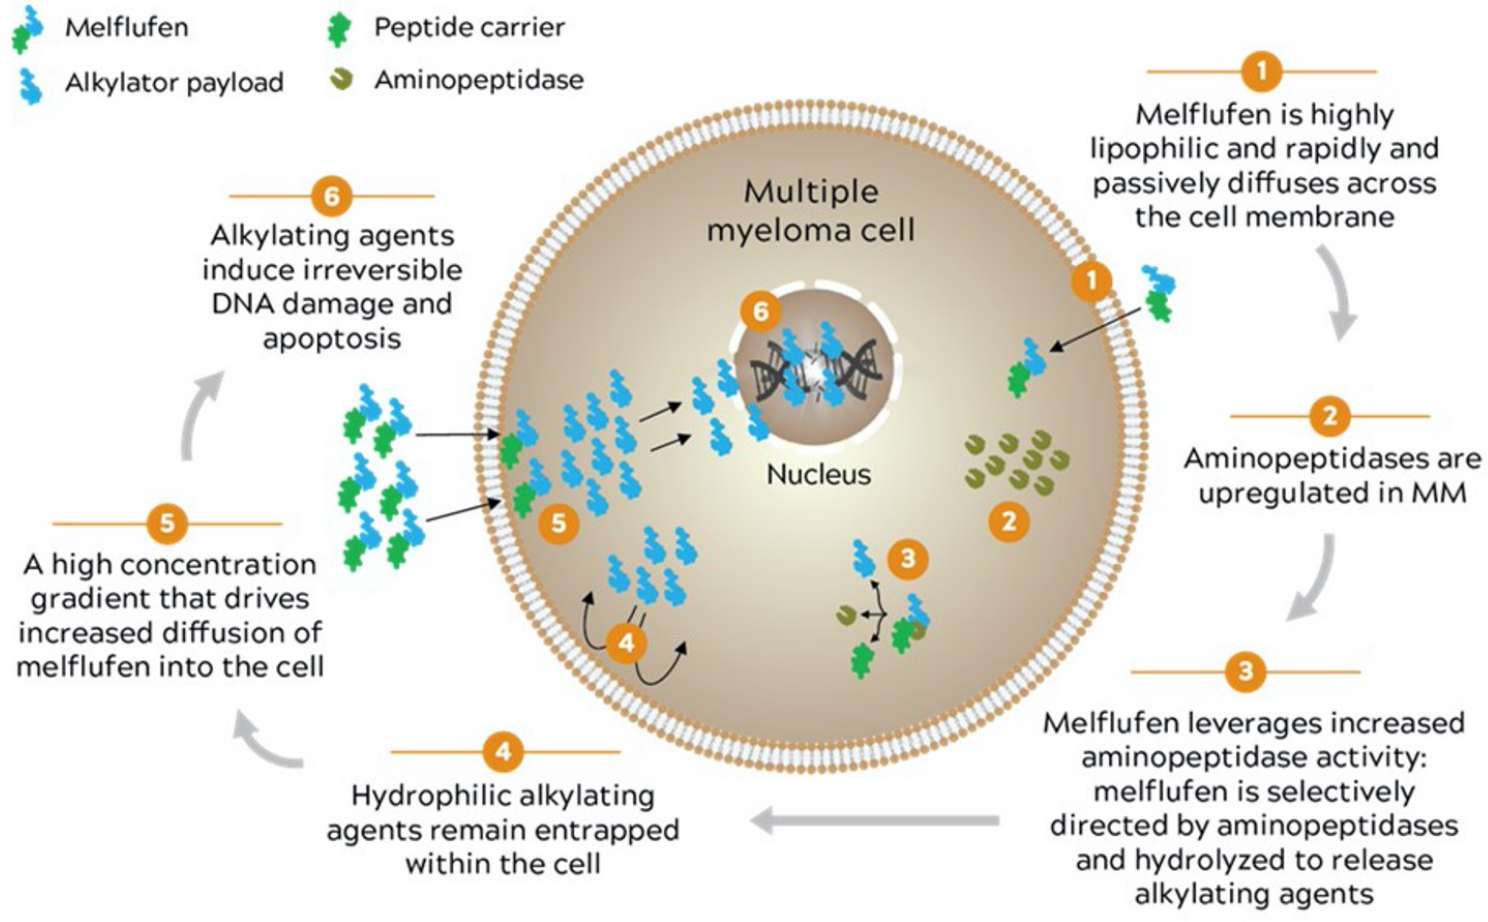 Melflufen
Peptide carrier
Alkylator payload
Aminopeptidase
1
Melflufen is highly
lipophilic and rapidly and
passively diffuses across
the cell membrane
2
Aminopeptidases are
upregulated in MM
3
Melflufen leverages increased
aminopeptidase activity:
melflufen is selectively
directed by aminopeptidases
and hydrolyzed to release
alkylating agents
4
Hydrophilic alkylating
agents remain entrapped
within the cell
5
A high concentration
gradient that drives
increased diffusion of
melflufen into the cell
6
Alkylating agents
induce irreversible
DNA damage and
apoptosis
Multiple
myeloma cell
1
6
Nucleus
2
5
3
4